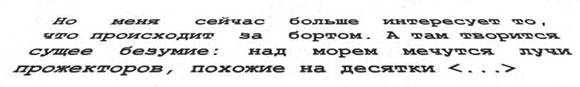 Но меня сейчас больше интересует то,
что происходит за бортом. А там творится
сущее безумие: над морем мечутся лучи
прожекторов, похожие на десятки <...>